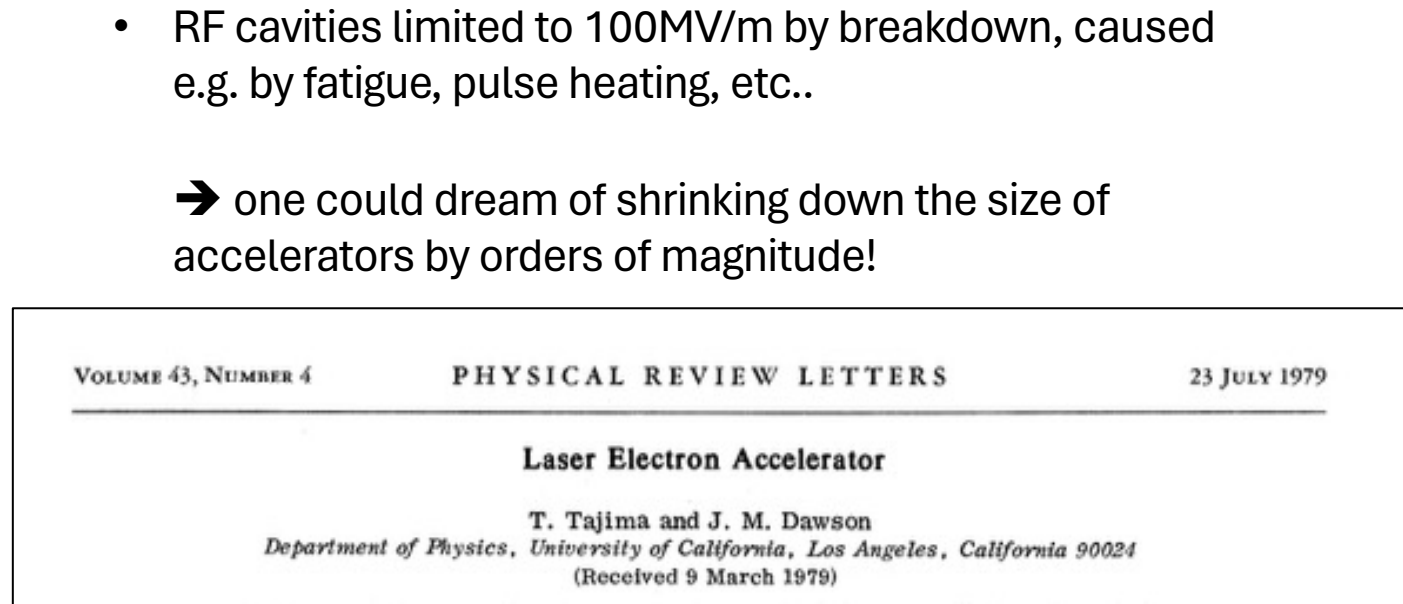 • RF cavities limited to 100MV/m by breakdown, caused
e.g. by fatigue, pulse heating, etc..
➔ one could dream of shrinking down the size of
accelerators by orders of magnitude!
VOLUME 43, NUMBER 4 PHYSICAL REVIEW LETTERS 23 JULY 1979
Laser Electron Accelerator
T. Tajima and J. M. Dawson
Department of Physics, University of California, Los Angeles, California 90024
(Received 9 March 1979)